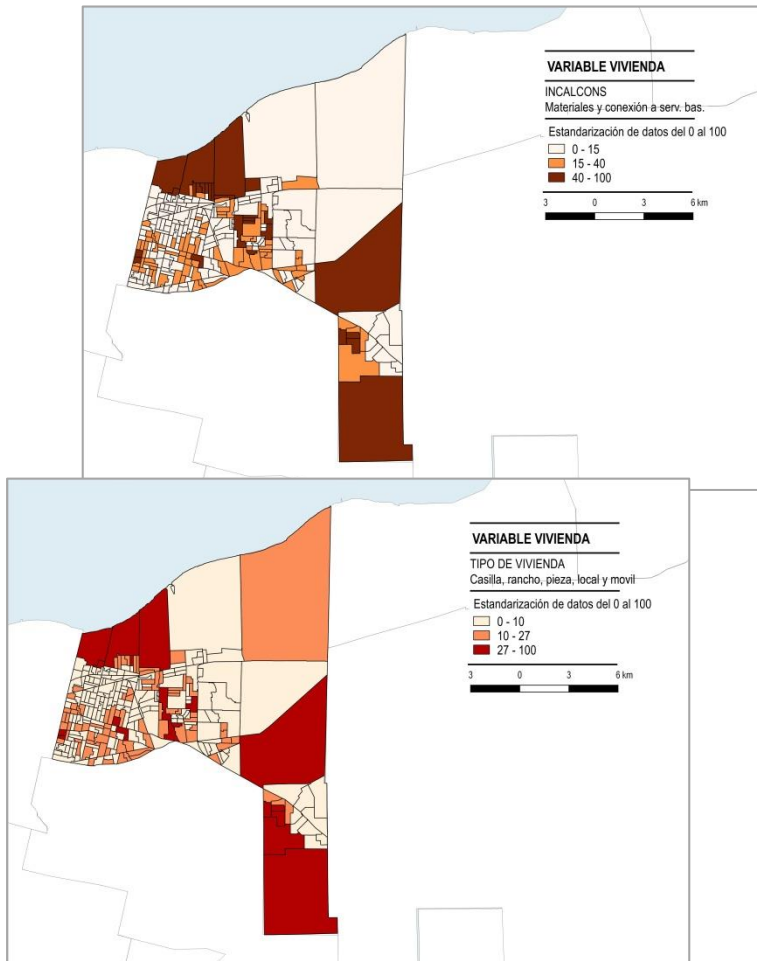 VARIABLE VIVIENDA
INCALCONS
Materiales y conexión a serv. bas.
Estandarización de datos del 0 al 100
0 - 15
15 - 40
40 - 100
3 0 3 6 km
VARIABLE VIVIENDA
TIPO DE VIVIENDA
Casilla, rancho, pieza, local y movil
Estandarización de datos del 0 al 100
0 - 10
10 - 27
27 - 100
3 0 3 6 km